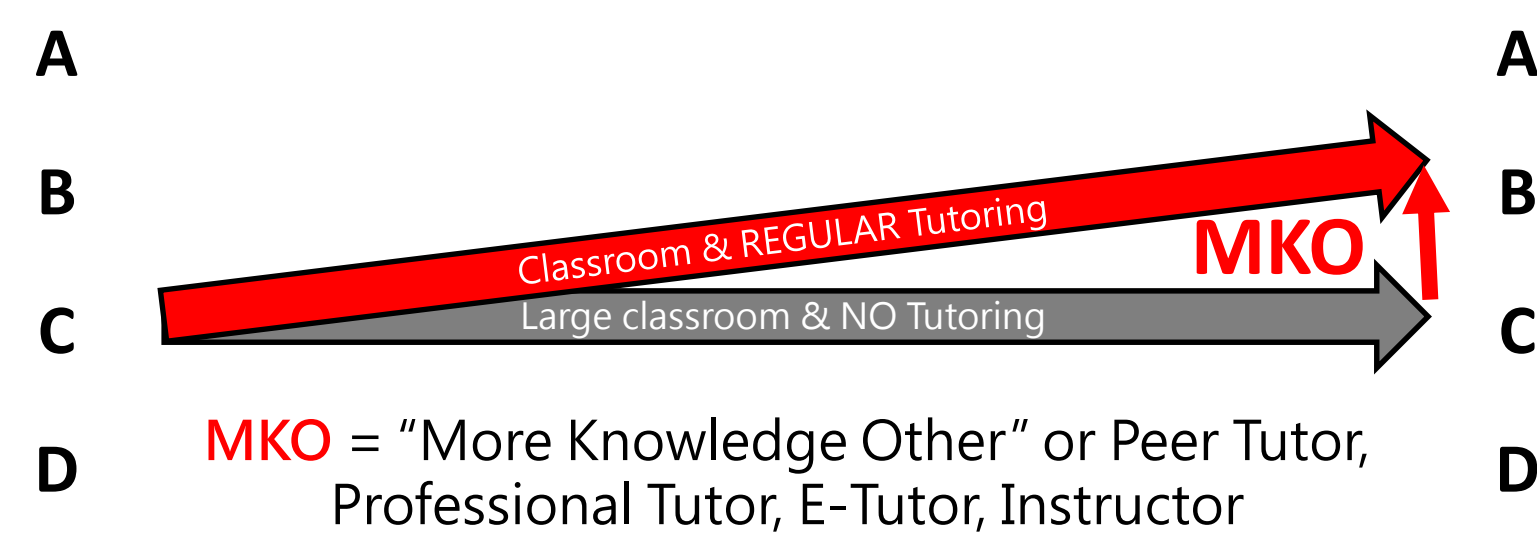 A A
B B
Classroom & REGULAR Tutoring
MKO
Large classroom & NO Tutoring
C C
D D
MKO = “More Knowledge Other” or Peer Tutor,
Professional Tutor, E-Tutor, Instructor